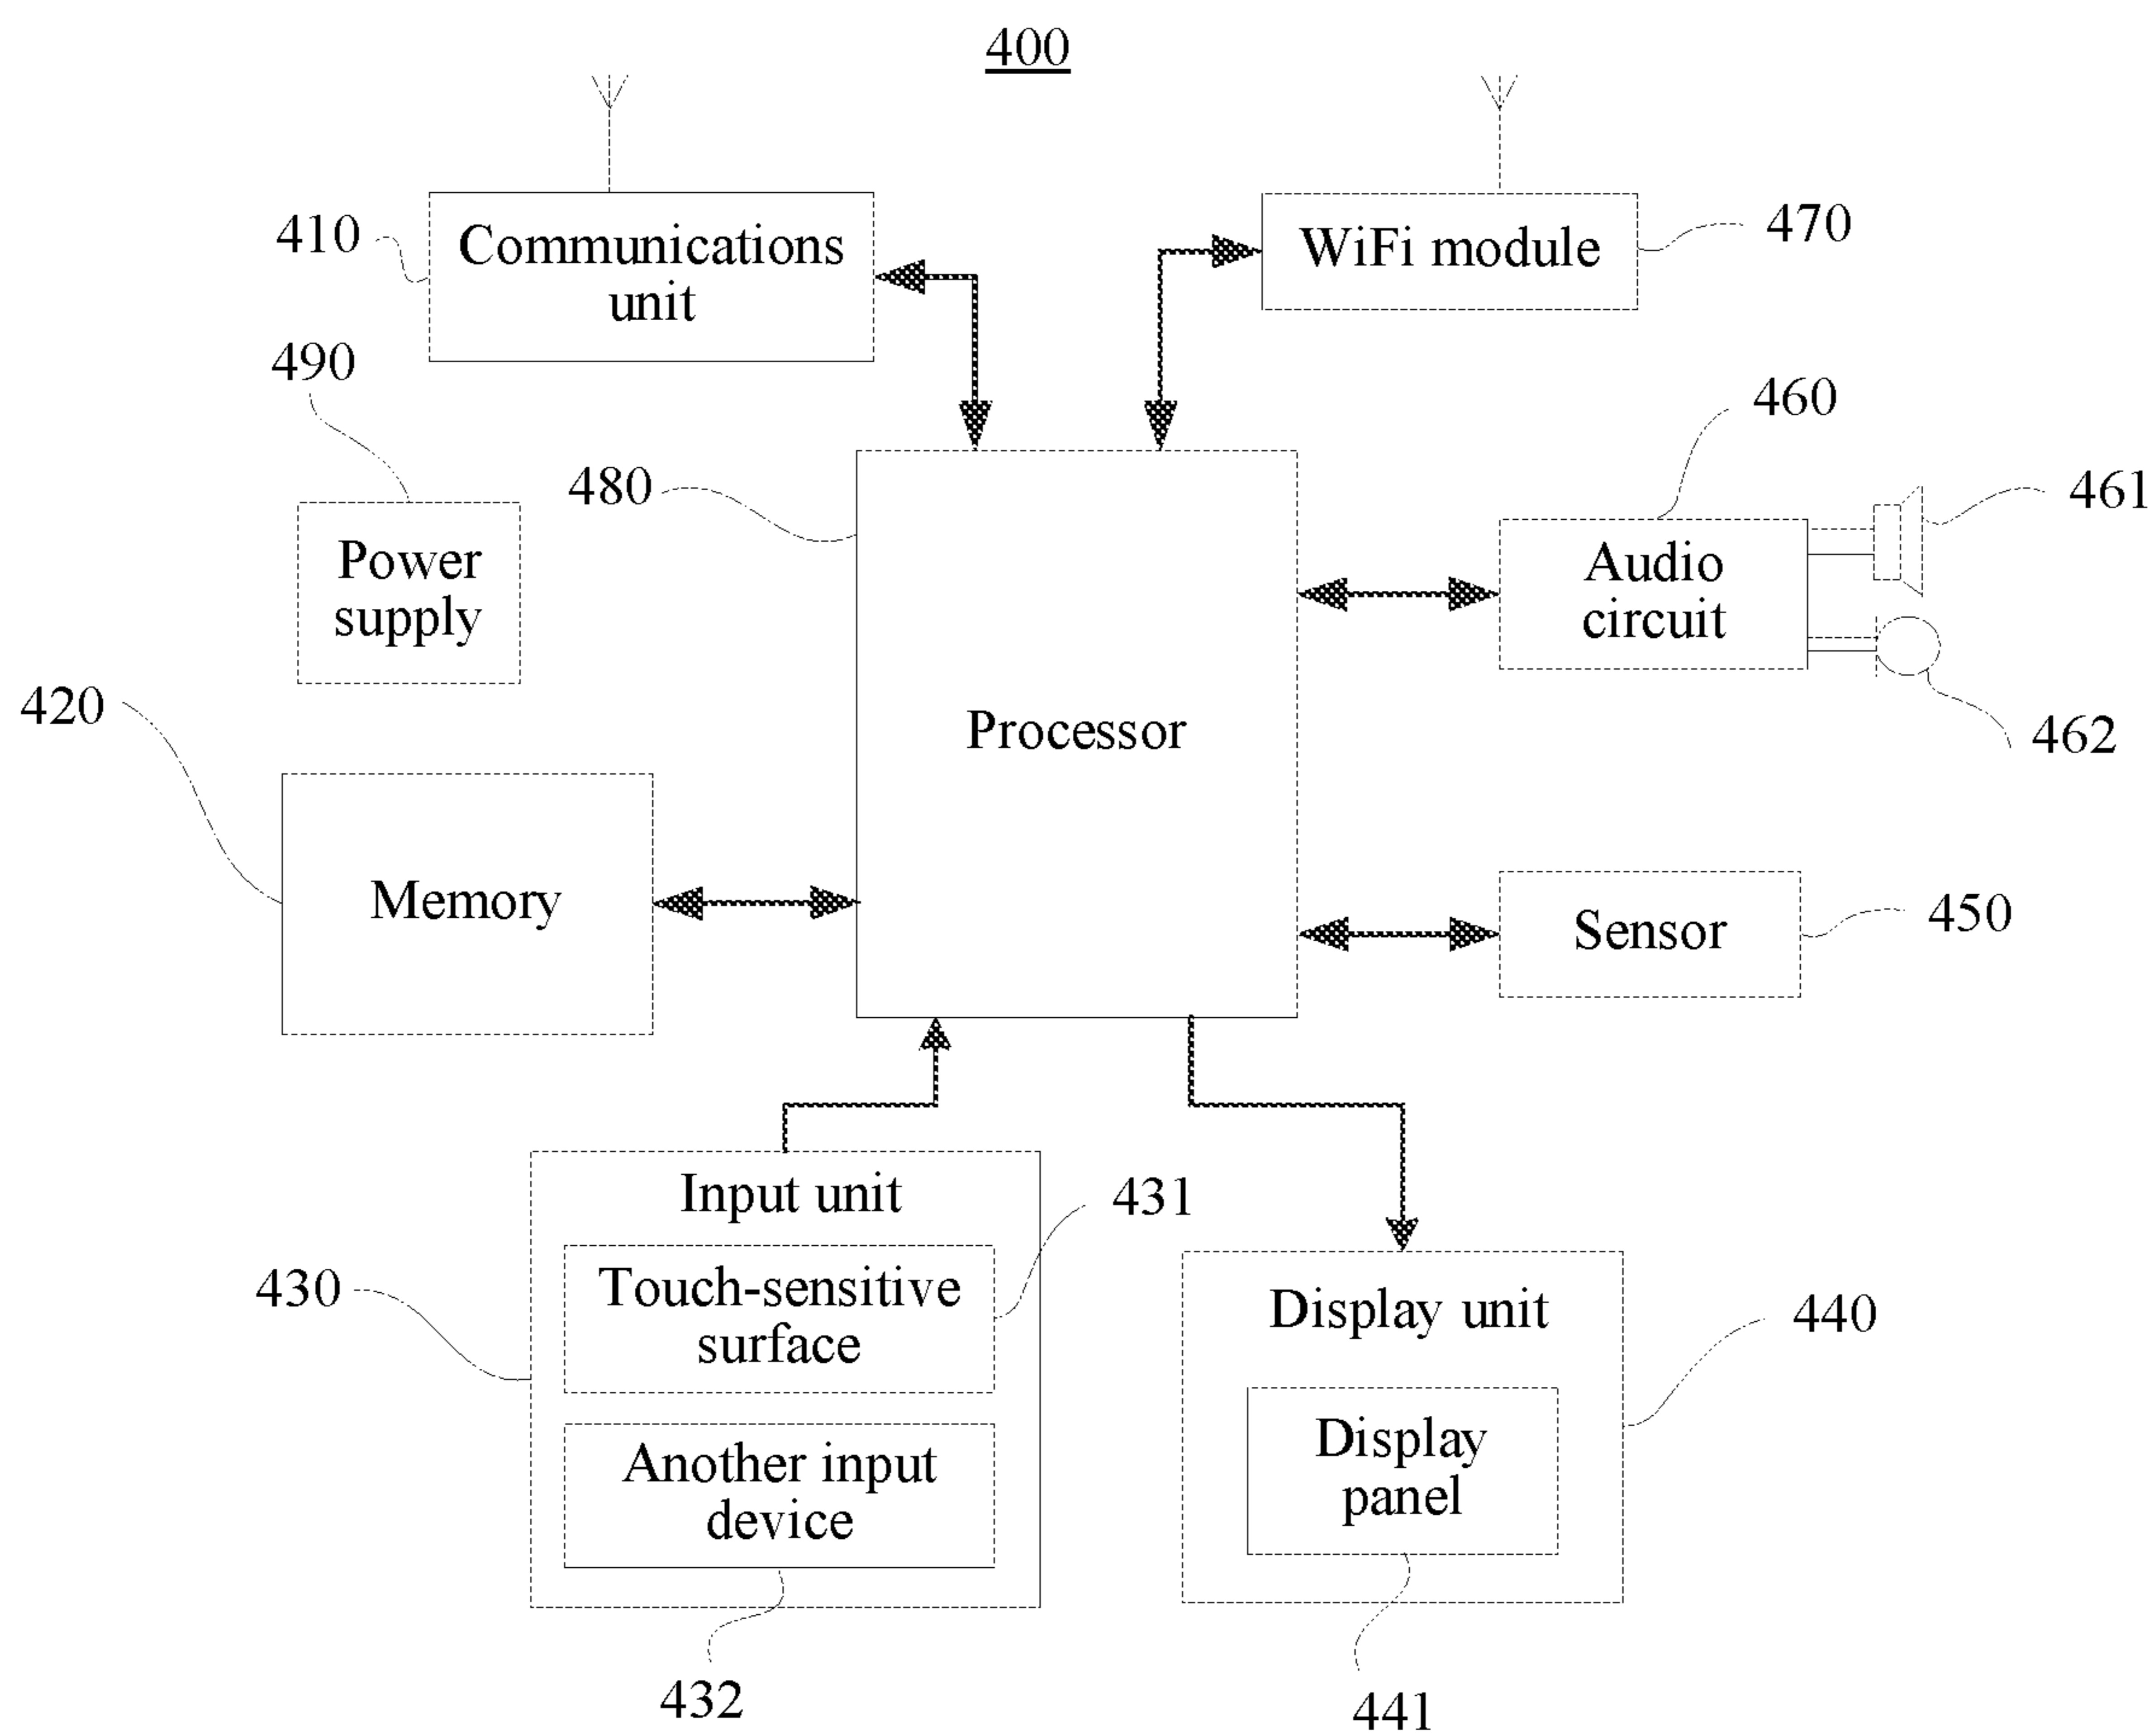 400
410
Communications
unit
WiFi module
470
490
480
460
461
Power
supply
Audio
circuit
420
Processor
462
Memory
Sensor
450
Input unit
431
430
Touch-sensitive
surface
Display unit
440
Another input
device
Display
panel
432
441